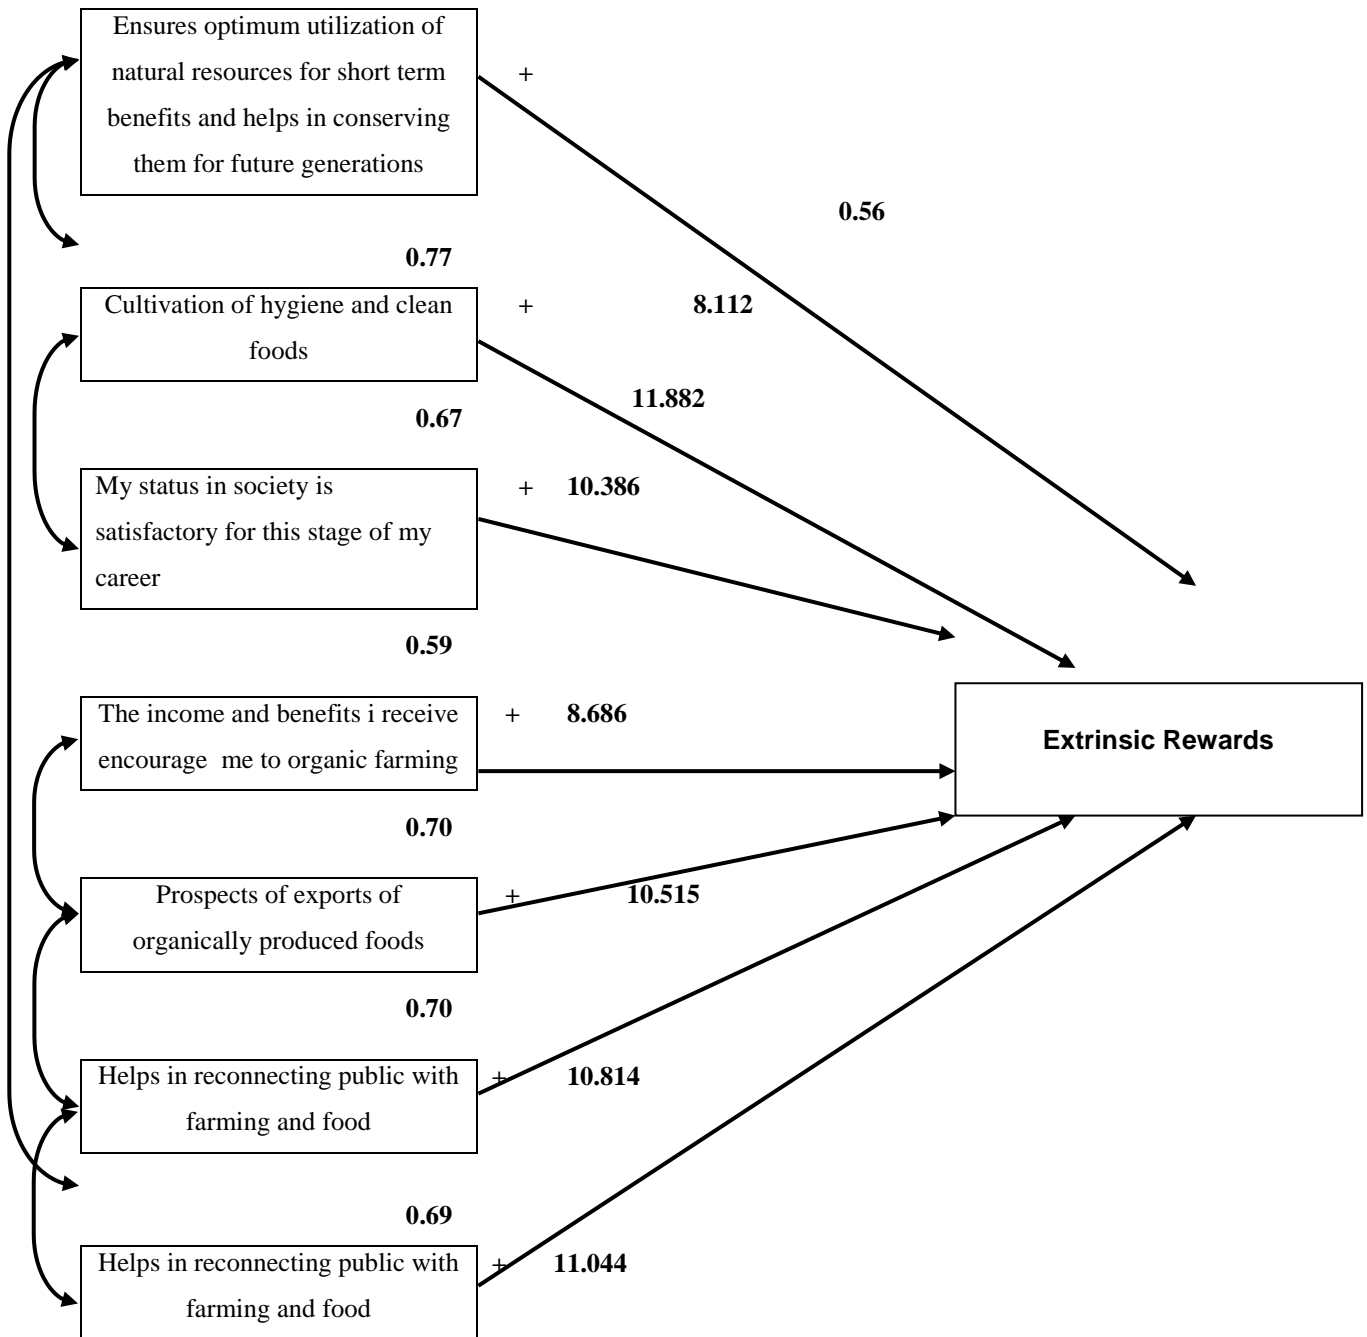 Ensures optimum utilization of
natural resources for short term
benefits and helps in conserving
them for future generations
+
0.56
0.77
Cultivation of hygiene and clean
foods
+
8.112
11.882
0.67
My status in society is
satisfactory for this stage of my
career
+ 10.386
0.59
The income and benefits i receive
encourage me to organic farming
+ 8.686
Extrinsic Rewards
0.70
Prospects of exports of
organically produced foods
+ 10.515
0.70
Helps in reconnecting public with
farming and food
+ 10.814
0.69
Helps in reconnecting public with
farming and food
+ 11.044